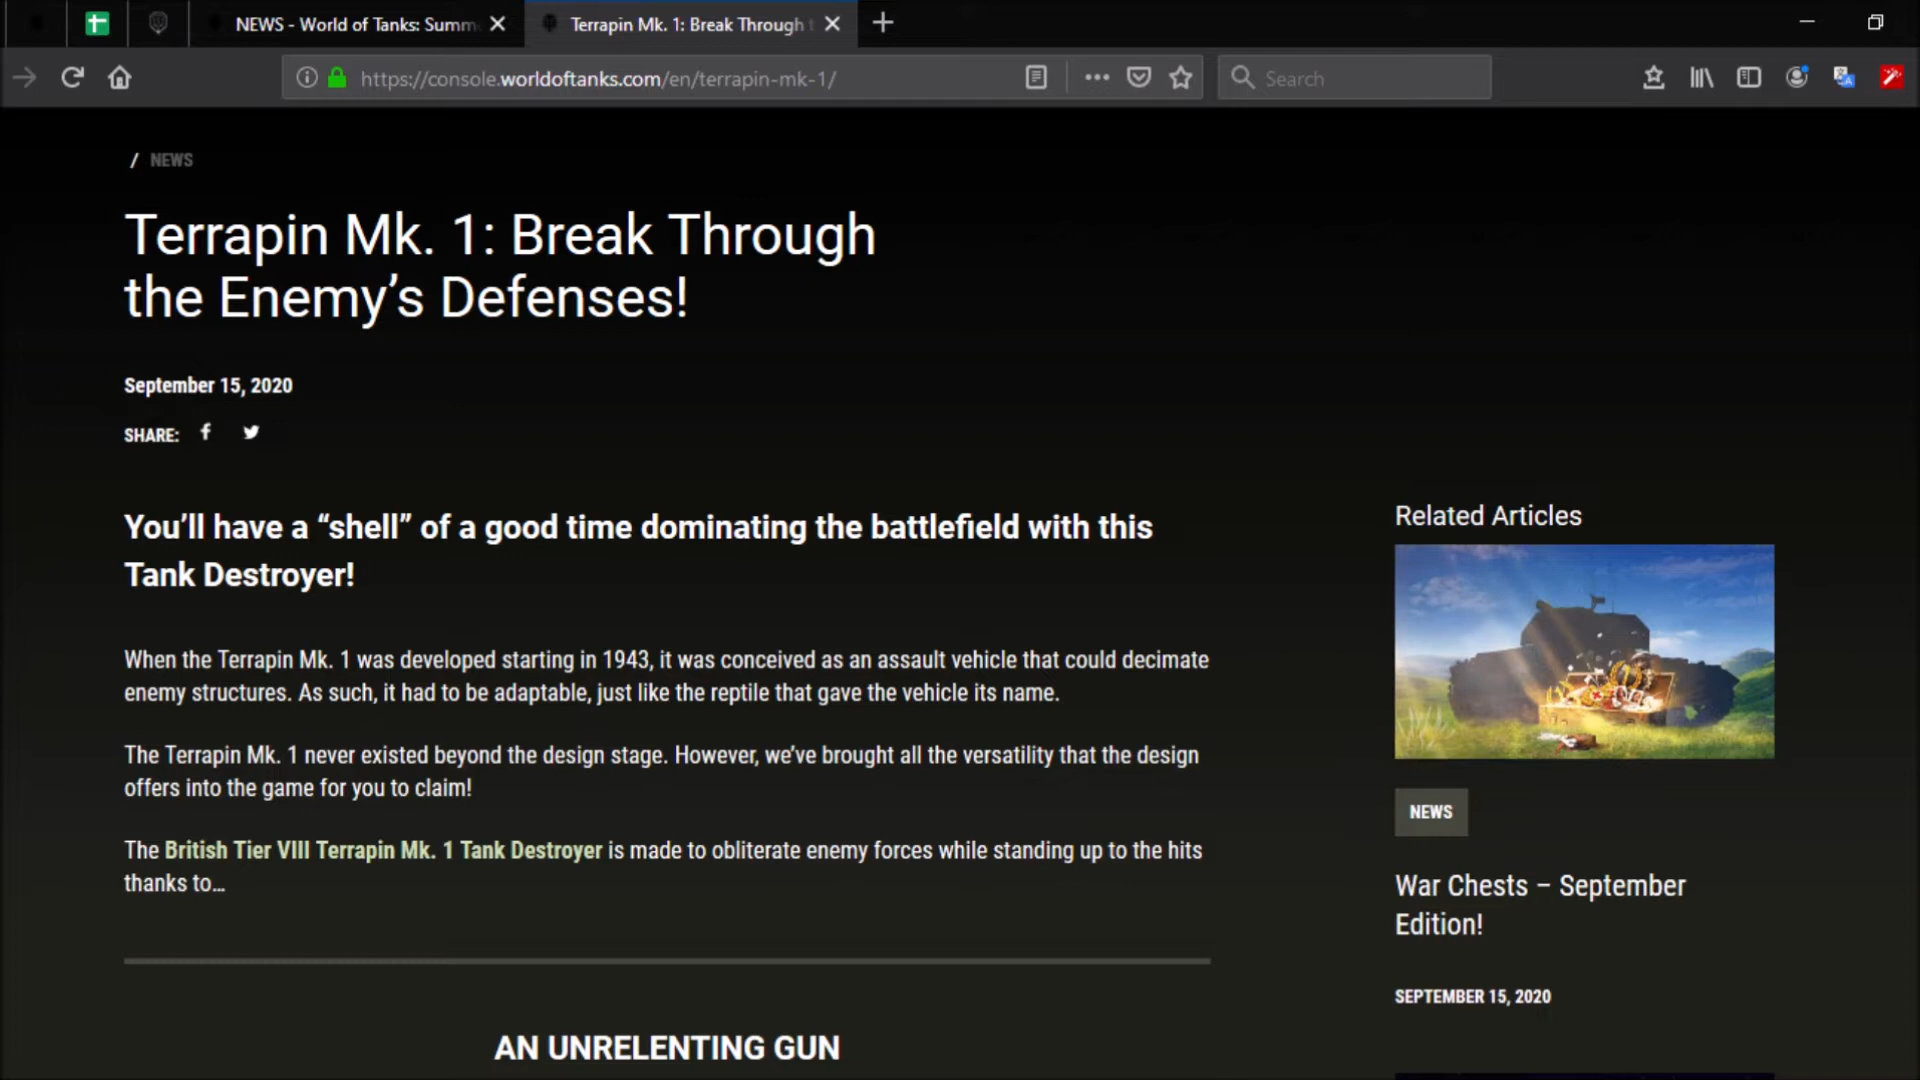 NEWS - World of Tanks: Summ
Terrapin Mk. 1: Break Through
https://console.worldoftanks.com/en/terrapin-mk-1/
Search
/ NEWS
Terrapin Mk. 1: Break Through
the Enemy’s Defenses!
September 15, 2020
SHARE:
You’ll have a “shell” of a good time dominating the battlefield with this
Tank Destroyer!
When the Terrapin Mk. 1 was developed starting in 1943, it was conceived as an assault vehicle that could decimate
enemy structures. As such, it had to be adaptable, just like the reptile that gave the vehicle its name.
The Terrapin Mk. 1 never existed beyond the design stage. However, we’ve brought all the versatility that the design
offers into the game for you to claim!
The British Tier VIII Terrapin Mk. 1 Tank Destroyer is made to obliterate enemy forces while standing up to the hits
thanks to…
AN UNRELENTING GUN
Related Articles
NEWS
War Chests – September
Edition!
SEPTEMBER 15, 2020